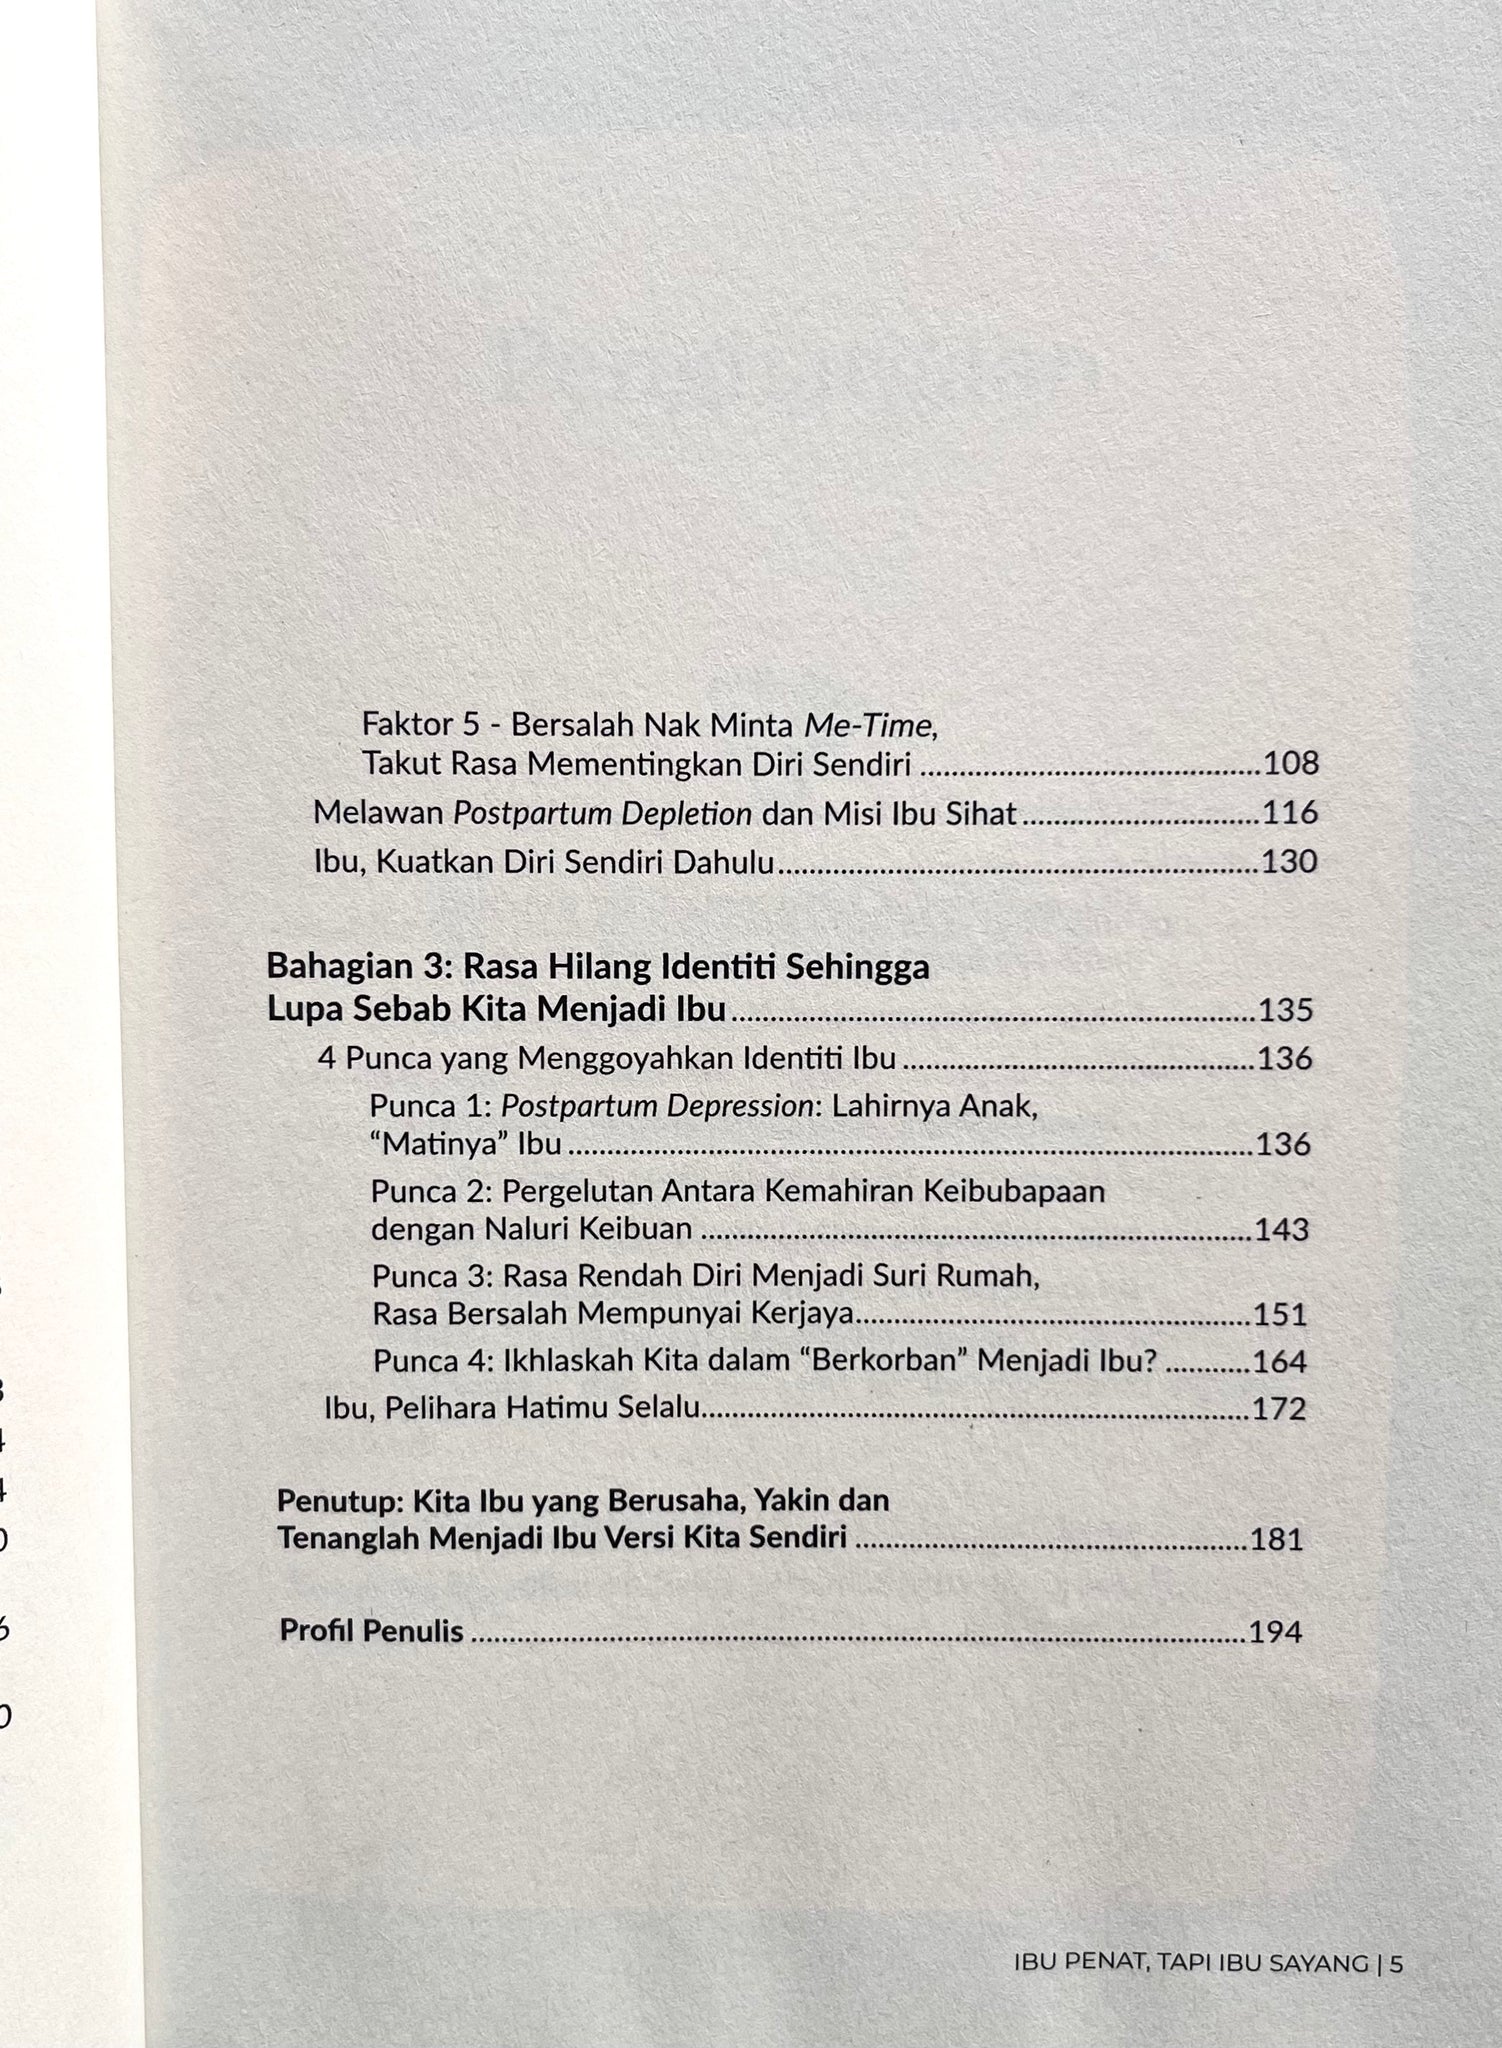 Faktor 5 - Bersalah Nak Minta Me-Time,
Takut Rasa Mementingkan Diri Sendiri ............................................108
Melawan Postpartum Depletion dan Misi Ibu Sihat ...............................116
Ibu, Kuatkan Diri Sendiri Dahulu ..............................................................130
Bahagian 3: Rasa Hilang Identiti Sehingga
Lupa Sebab Kita Menjadi Ibu ....................................................................135
4 Punca yang Menggoyahkan Identiti Ibu ..............................................136
Punca 1: Postpartum Depression: Lahirnya Anak,
“Matinya” Ibu ........................................................................................136
Punca 2: Pergelutan Antara Kemahiran Keibubapaan
dengan Naluri Keibuan .......................................................................143
Punca 3: Rasa Rendah Diri Menjadi Suri Rumah,
Rasa Bersalah Mempunyai Kerjaya ...................................................151
Punca 4: Ikhlaskah Kita dalam “Berkorban” Menjadi Ibu? ...........164
Ibu, Pelihara Hatimu Selalu .......................................................................172
Penutup: Kita Ibu yang Berusaha, Yakin dan
Tenanglah Menjadi Ibu Versi Kita Sendiri ...................................................181
Profil Penulis ....................................................................................................194
IBU PENAT, TAPI IBU SAYANG | 5